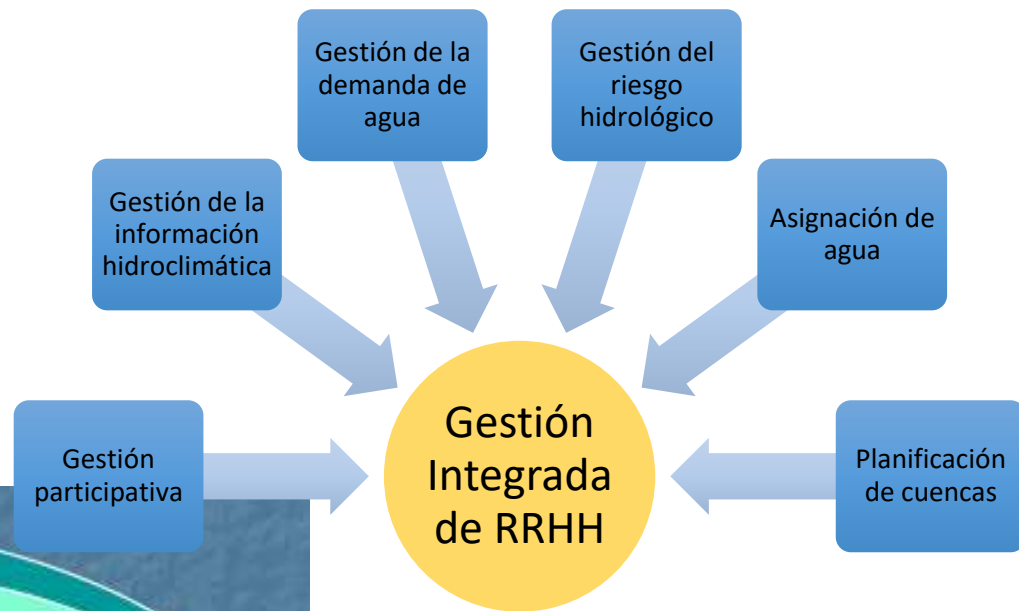 Gestión de la
demanda de
agua
Gestión del
riesgo
hidrológico
Gestión de la
información
hidroclimática
Asignación de
agua
Gestión
participativa
Gestión
Integrada
de RRHH
Planificación
de cuencas